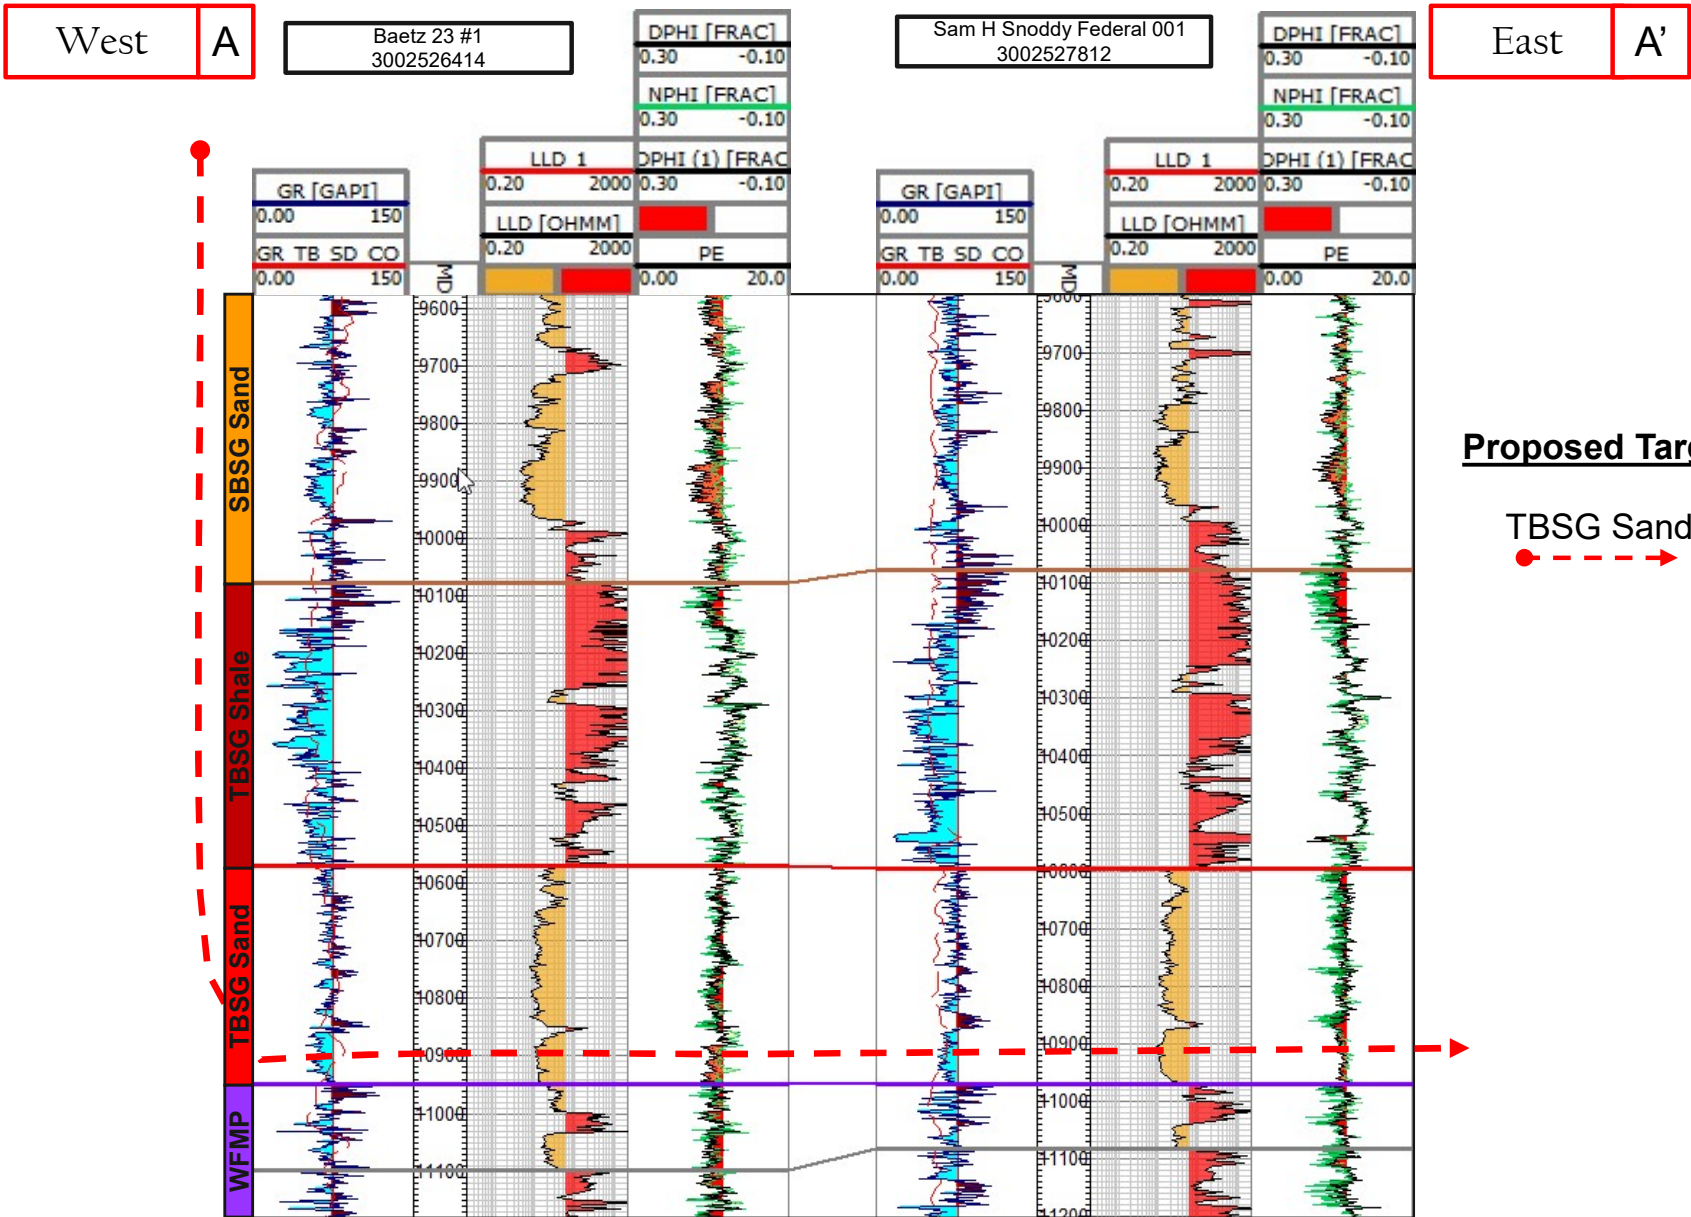 West A
Baetz 23 #1
3002526414
Sam H Snoddy Federal 001
3002527812
East A’
DPHI [FRAC]
0.30 -0.10
NPHI [FRAC]
0.30 -0.10
DPHI (1) [FRAC
0.30 -0.10
PE
0.00 20.0
LLD 1
0.20 2000
LLD [OHMM]
0.20 2000
GR [GAPI]
0.00 150
GR TB SD CO
0.00 150
MD
DPHI [FRAC]
0.30 -0.10
NPHI [FRAC]
0.30 -0.10
DPHI (1) [FRAC
0.30 -0.10
PE
0.00 20.0
LLD 1
0.20 2000
LLD [OHMM]
0.20 2000
GR [GAPI]
0.00 150
GR TB SD CO
0.00 150
MD
SBSG Sand
TBSG Shale
TBSG Sand
WFMP
9600
9700
9800
9900
10000
10100
10200
10300
10400
10500
10600
10700
10800
10900
11000
11100
9600
9700
9800
9900
10000
10100
10200
10300
10400
10500
10600
10700
10800
10900
11000
11100
11200
Proposed Targ
TBSG Sand